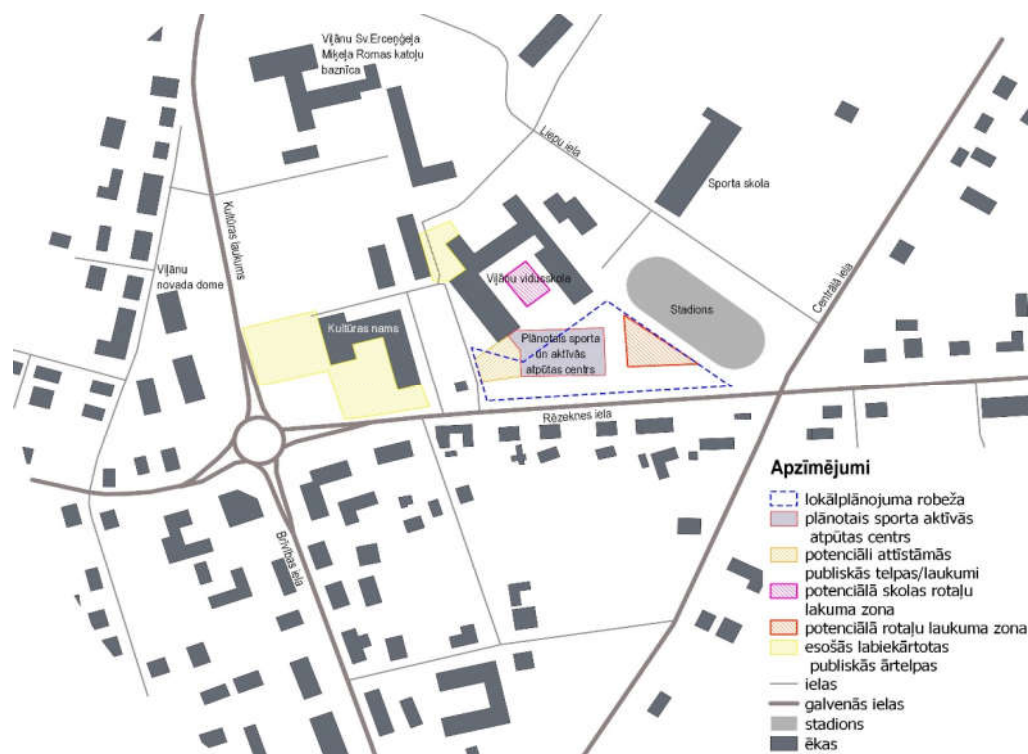 Viļānu Sv.Erceņģeļa
Miķeļa Romas katoļu
baznīca
Liepu iela
Sporta skola
Kultūras laukums
Centrālā iela
Viļānu
novada dome
Viļāņu vidusskola
Stadions
Kultūras nams
Plānotais sporta
un aktīvās
atpūtas centrs
Rēzeknes iela
Brīvības iela
Apzīmējumi
lokālplānojuma robeža
plānotais sporta aktīvās
atpūtas centrs
potenciāli attīstāmās
publiskās telpas/laukumi
potenciālā skolas rotaļu
lakuma zona
potenciālā rotaļu laukuma zona
esošās labiekārtotas
publiskās ārtelpas
ielas
galvenās ielas
stadions
ēkas